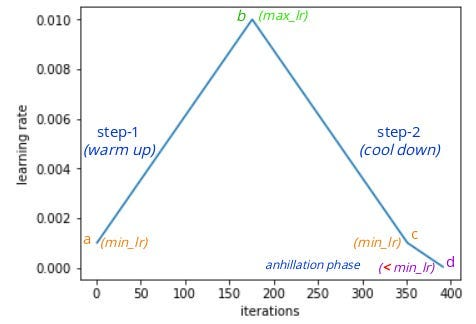 b (max_lr)
0.010
0.008
0.006
0.004
0.002
0.000
learning rate
step-1
(warm up)
step-2
(cool down)
a (min_lr)
(min_lr) c
anhillation phase (< min_lr) d
0 50 100 150 200 250 300 350 400
iterations